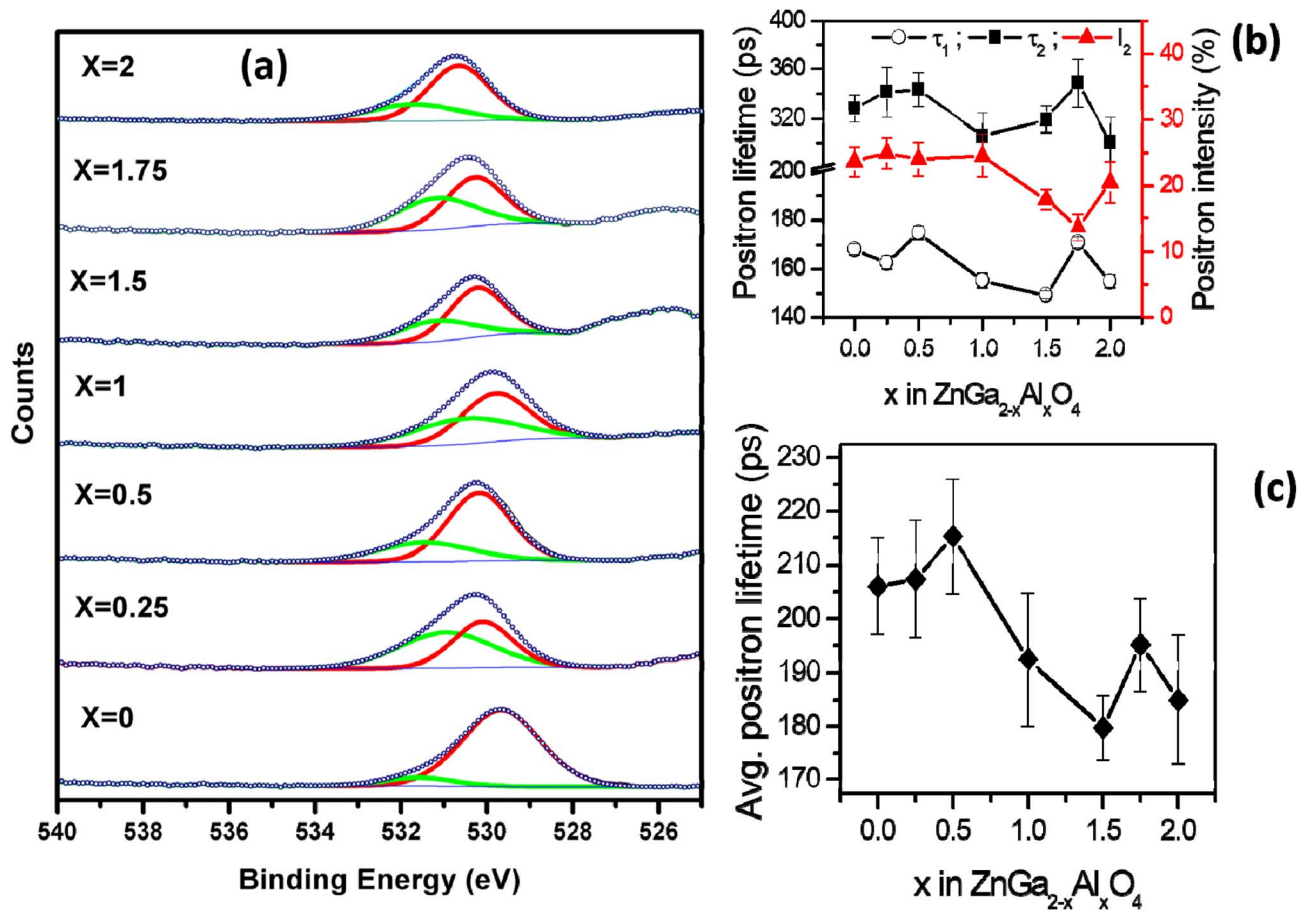 (a)
X=2
X=1.75
X=1.5
X=1
X=0.5
X=0.25
X=0
Counts
540 538 536 534 532 530 528 526
Binding Energy (eV)
(b)
τ₁ ; τ₂ ; I₂
Positron lifetime (ps)
400
360
320
200
180
160
140
Positron intensity (%)
40
30
20
10
0
0.0 0.5 1.0 1.5 2.0
x in ZnGa₂₋ₓAlₓO₄
(c)
Avg. positron lifetime (ps)
230
220
210
200
190
180
170
0.0 0.5 1.0 1.5 2.0
x in ZnGa₂₋ₓAlₓO₄